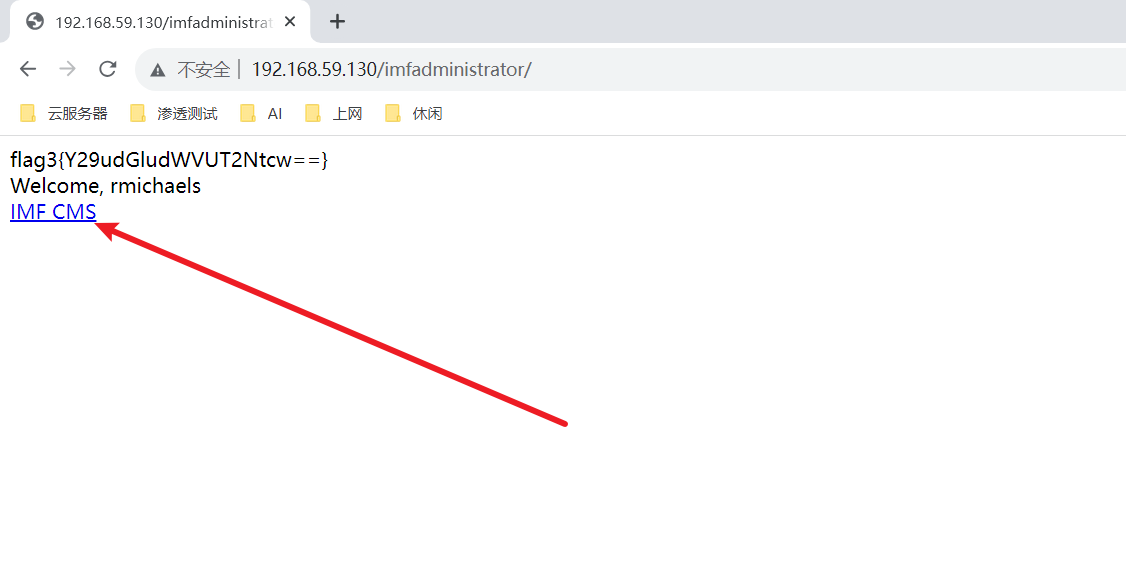 192.168.59.130/imfadministrat
不安全 192.168.59.130/imfadministrator/
云服务器 渗透测试 AI 上网 休闲
flag3{Y29udGludWVUT2Ntcw==}
Welcome, rmichaels
IMF CMS